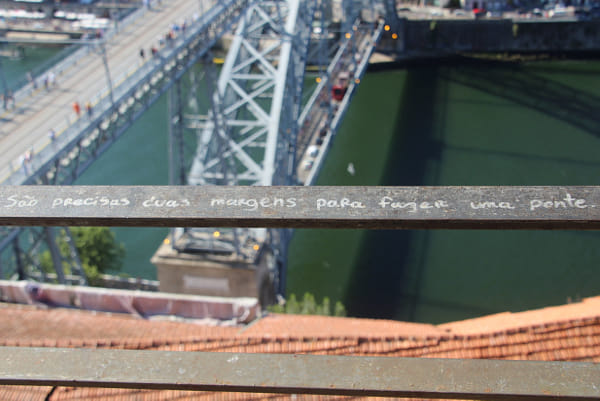 São precisas duas margens para fazer uma ponte.